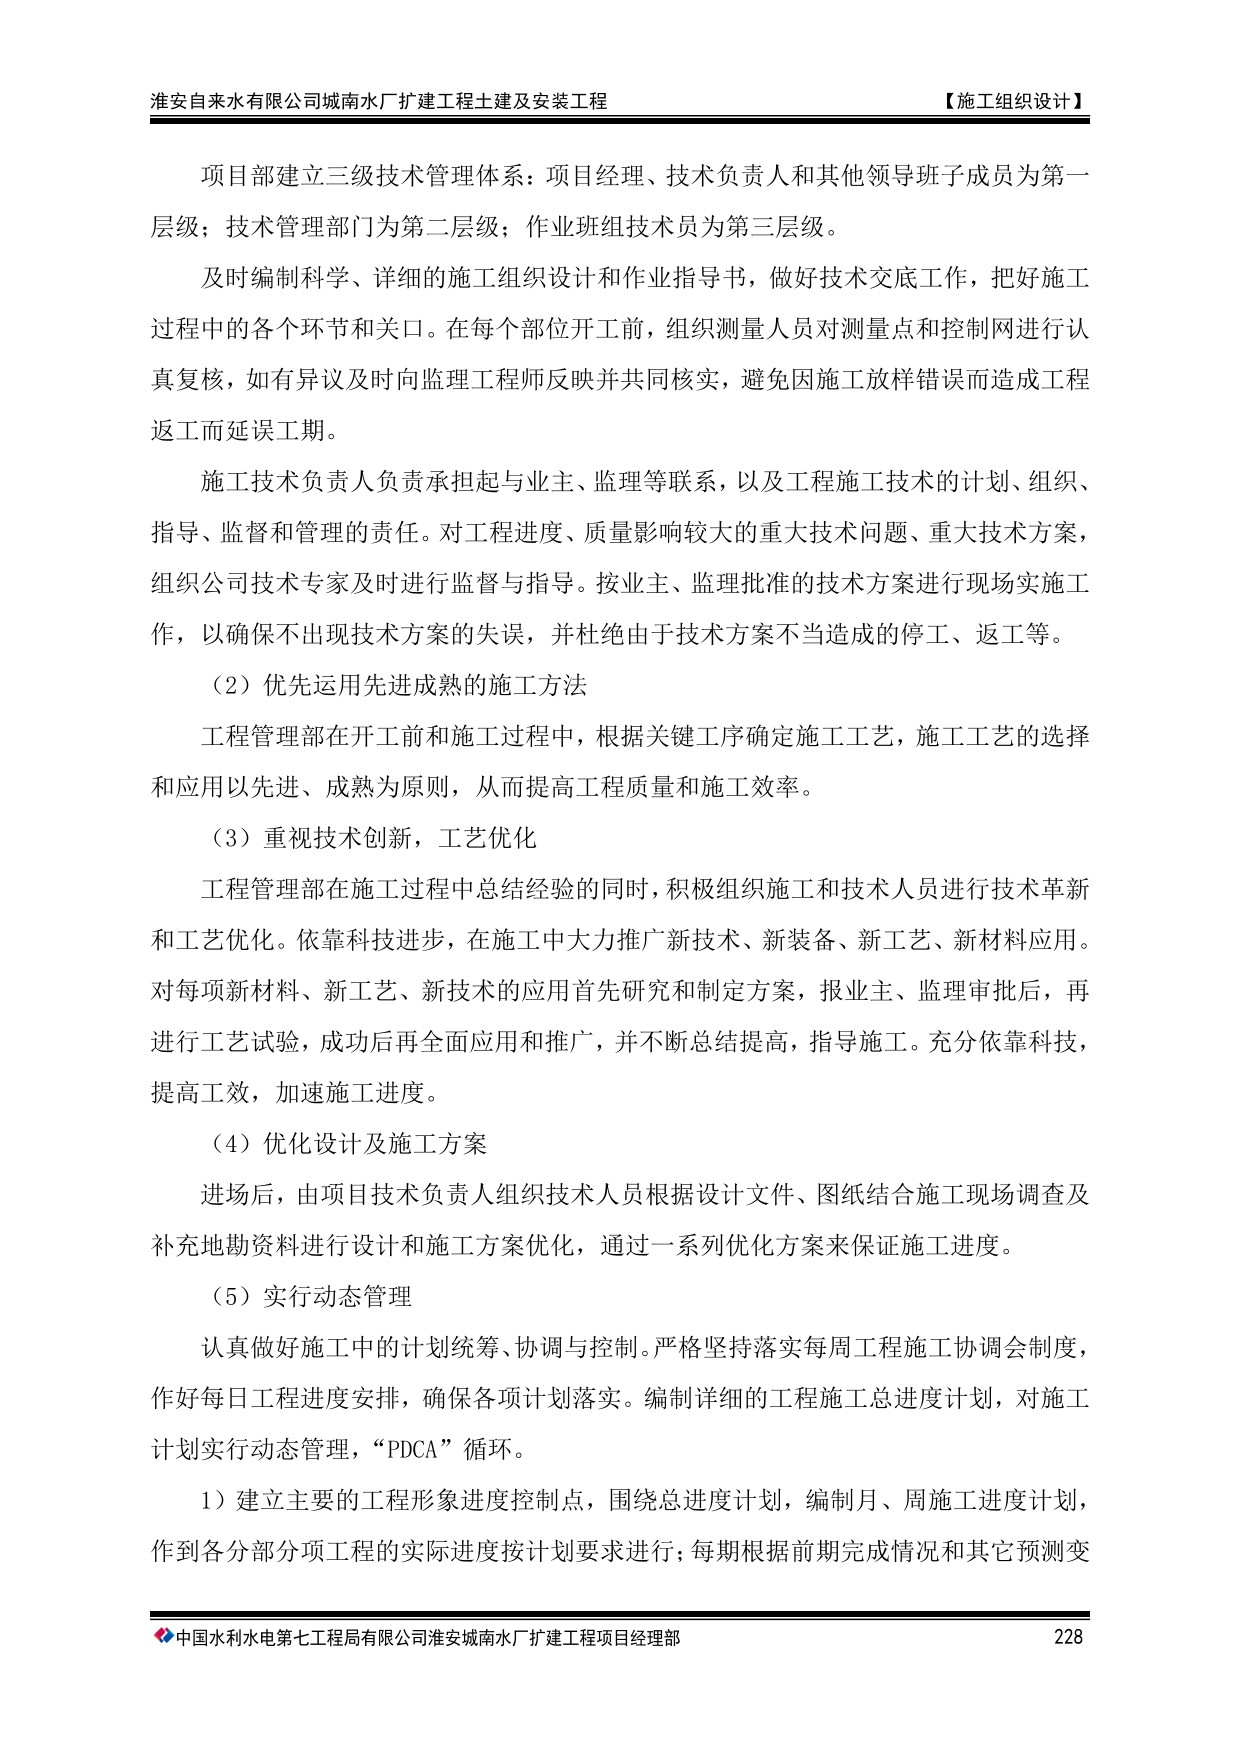 淮安自来水有限公司城南水厂扩建工程土建及安装工程 【施工组织设计】
项目部建立三级技术管理体系：项目经理、技术负责人和其他领导班子成员为第一
层级；技术管理部门为第二层级；作业班组技术员为第三层级。
及时编制科学、详细的施工组织设计和作业指导书，做好技术交底工作，把好施工
过程中的各个环节和关口。在每个部位开工前，组织测量人员对测量点和控制网进行认
真复核，如有异议及时向监理工程师反映并共同核实，避免因施工放样错误而造成工程
返工而延误工期。
施工技术负责人负责承担起与业主、监理等联系，以及工程施工技术的计划、组织、
指导、监督和管理的责任。对工程进度、质量影响较大的重大技术问题、重大技术方案，
组织公司技术专家及时进行监督与指导。按业主、监理批准的技术方案进行现场实施工
作，以确保不出现技术方案的失误，并杜绝由于技术方案不当造成的停工、返工等。
（2）优先运用先进成熟的施工方法
工程管理部在开工前和施工过程中，根据关键工序确定施工工艺，施工工艺的选择
和应用以先进、成熟为原则，从而提高工程质量和施工效率。
（3）重视技术创新，工艺优化
工程管理部在施工过程中总结经验的同时，积极组织施工和技术人员进行技术革新
和工艺优化。依靠科技进步，在施工中大力推广新技术、新装备、新工艺、新材料应用。
对每项新材料、新工艺、新技术的应用首先研究和制定方案，报业主、监理审批后，再
进行工艺试验，成功后再全面应用和推广，并不断总结提高，指导施工。充分依靠科技，
提高工效，加速施工进度。
（4）优化设计及施工方案
进场后，由项目技术负责人组织技术人员根据设计文件、图纸结合施工现场调查及
补充地勘资料进行设计和施工方案优化，通过一系列优化方案来保证施工进度。
（5）实行动态管理
认真做好施工中的计划统筹、协调与控制。严格坚持落实每周工程施工协调会制度，
作好每日工程进度安排，确保各项计划落实。编制详细的工程施工总进度计划，对施工
计划实行动态管理，“PDCA”循环。
1）建立主要的工程形象进度控制点，围绕总进度计划，编制月、周施工进度计划，
作到各分部分项工程的实际进度按计划要求进行；每期根据前期完成情况和其它预测变
中国水利水电第七工程局有限公司淮安城南水厂扩建工程项目经理部 228